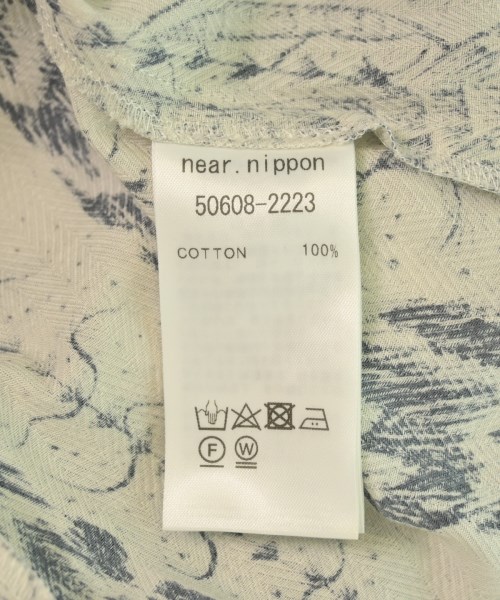 near.nippon
50608-2223
COTTON 100%
F W